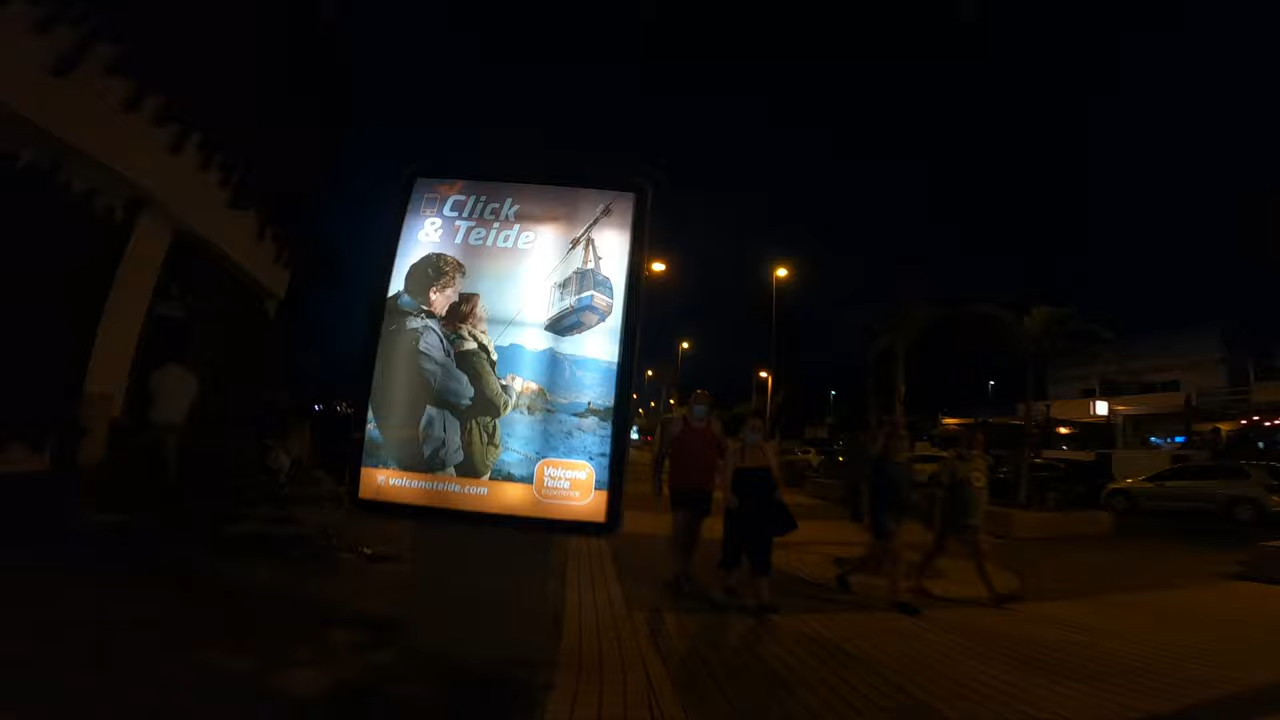 Click
& Teide
volcanoteide.com
Volcano
Teide
experience